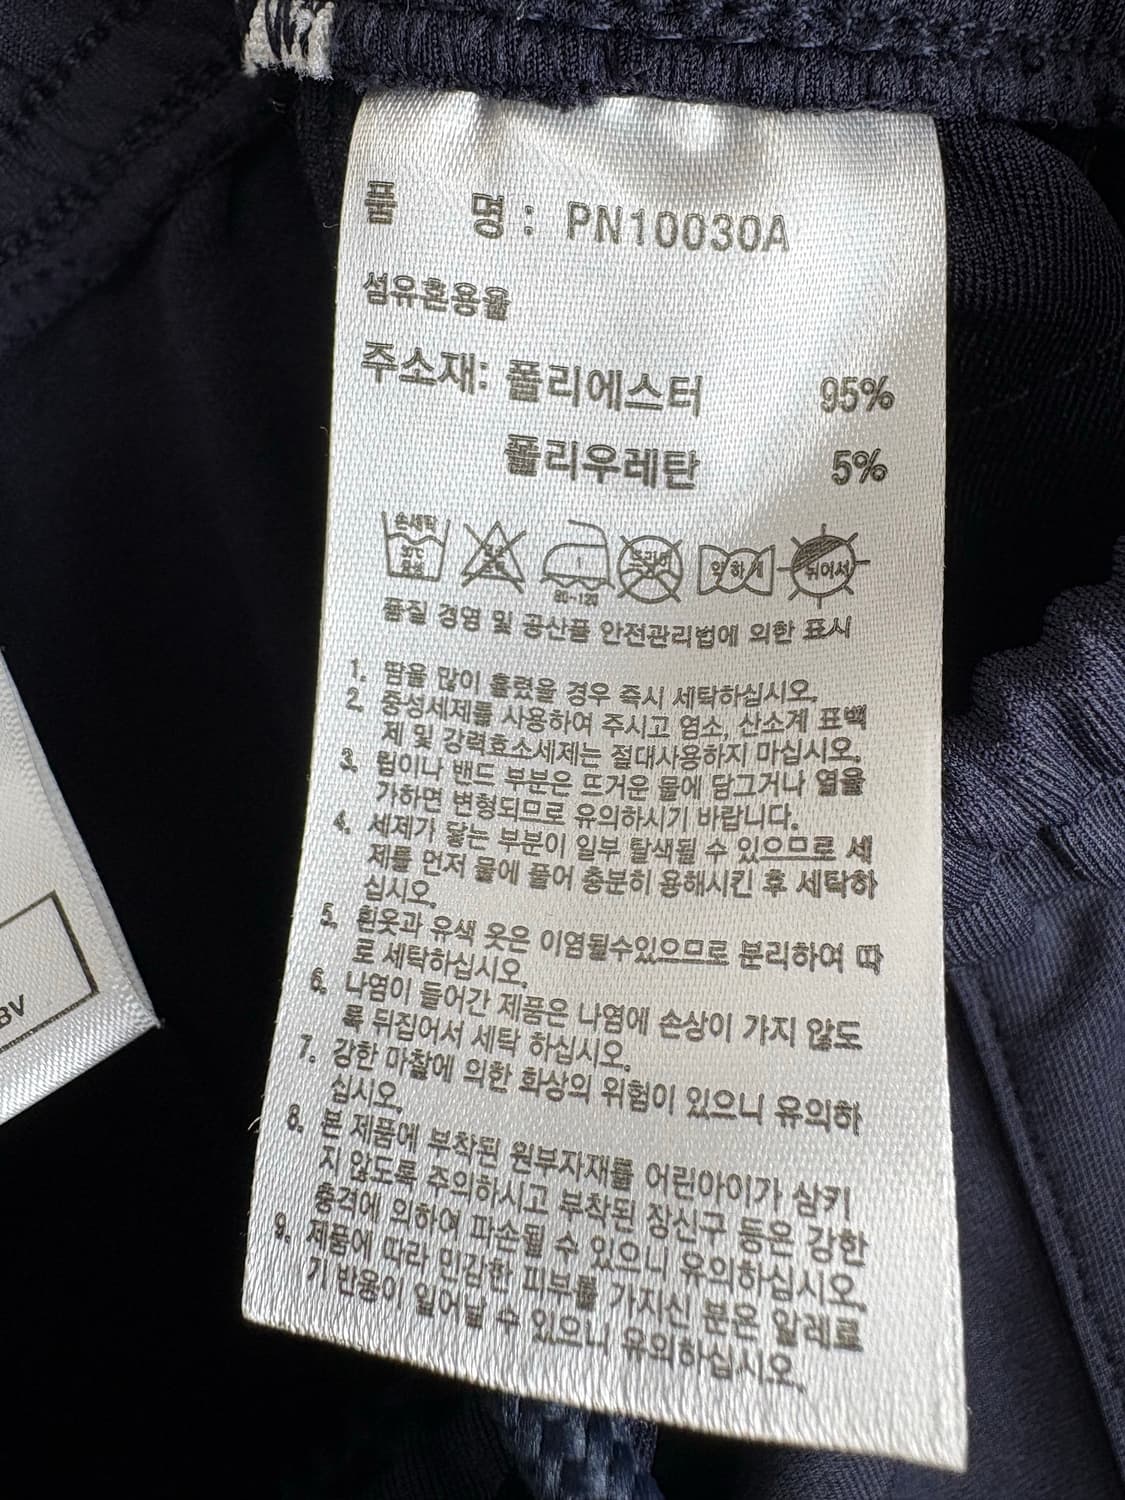 품 명 : PN10030A
섬유혼용율
주소재: 폴리에스터 95%
폴리우레탄 5%
손세탁 약하게 뉘어서
30℃
중성
80~120
품질 경영 및 공산품 안전관리법에 의한 표시
1. 땀을 많이 흘렸을 경우 즉시 세탁하십시오.
2. 중성세제를 사용하여 주시고 염소, 산소계 표백
제 및 강력효소세제는 절대사용하지 마십시오.
3. 립이나 밴드 부분은 뜨거운 물에 담그거나 열을
가하면 변형되므로 유의하시기 바랍니다.
4. 세제가 닿는 부분이 일부 탈색될 수 있으므로 세
제를 먼저 물에 풀어 충분히 용해시킨 후 세탁하
십시오.
5. 흰옷과 유색 옷은 이염될수있으므로 분리하여 따
로 세탁하십시오.
6. 나염이 들어간 제품은 나염에 손상이 가지 않도
록 뒤집어서 세탁 하십시오.
7. 강한 마찰에 의한 화상의 위험이 있으니 유의하
십시오.
8. 본 제품에 부착된 원부자재를 어린아이가 삼키
지 않도록 주의하시고 부착된 장신구 등은 강한
충격에 의하여 파손될 수 있으니 유의하십시오.
9. 제품에 따라 민감한 피부를 가지신 분은 알레르
기 반응이 일어날 수 있으니 유의하십시오.
BV